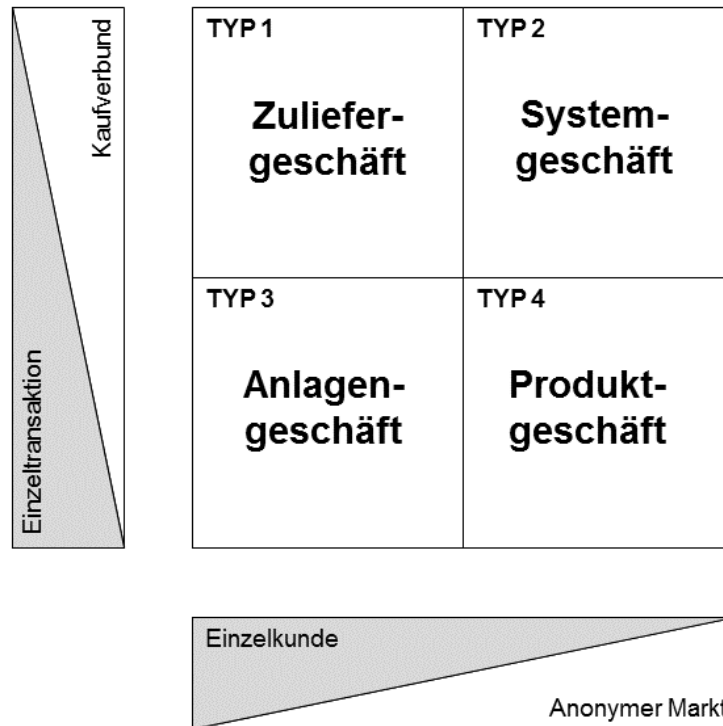 Kaufverbund
Einzeltransaktion
TYP 1
Zuliefer-
geschäft
TYP 2
System-
geschäft
TYP 3
Anlagen-
geschäft
TYP 4
Produkt-
geschäft
Einzelkunde
Anonymer Markt